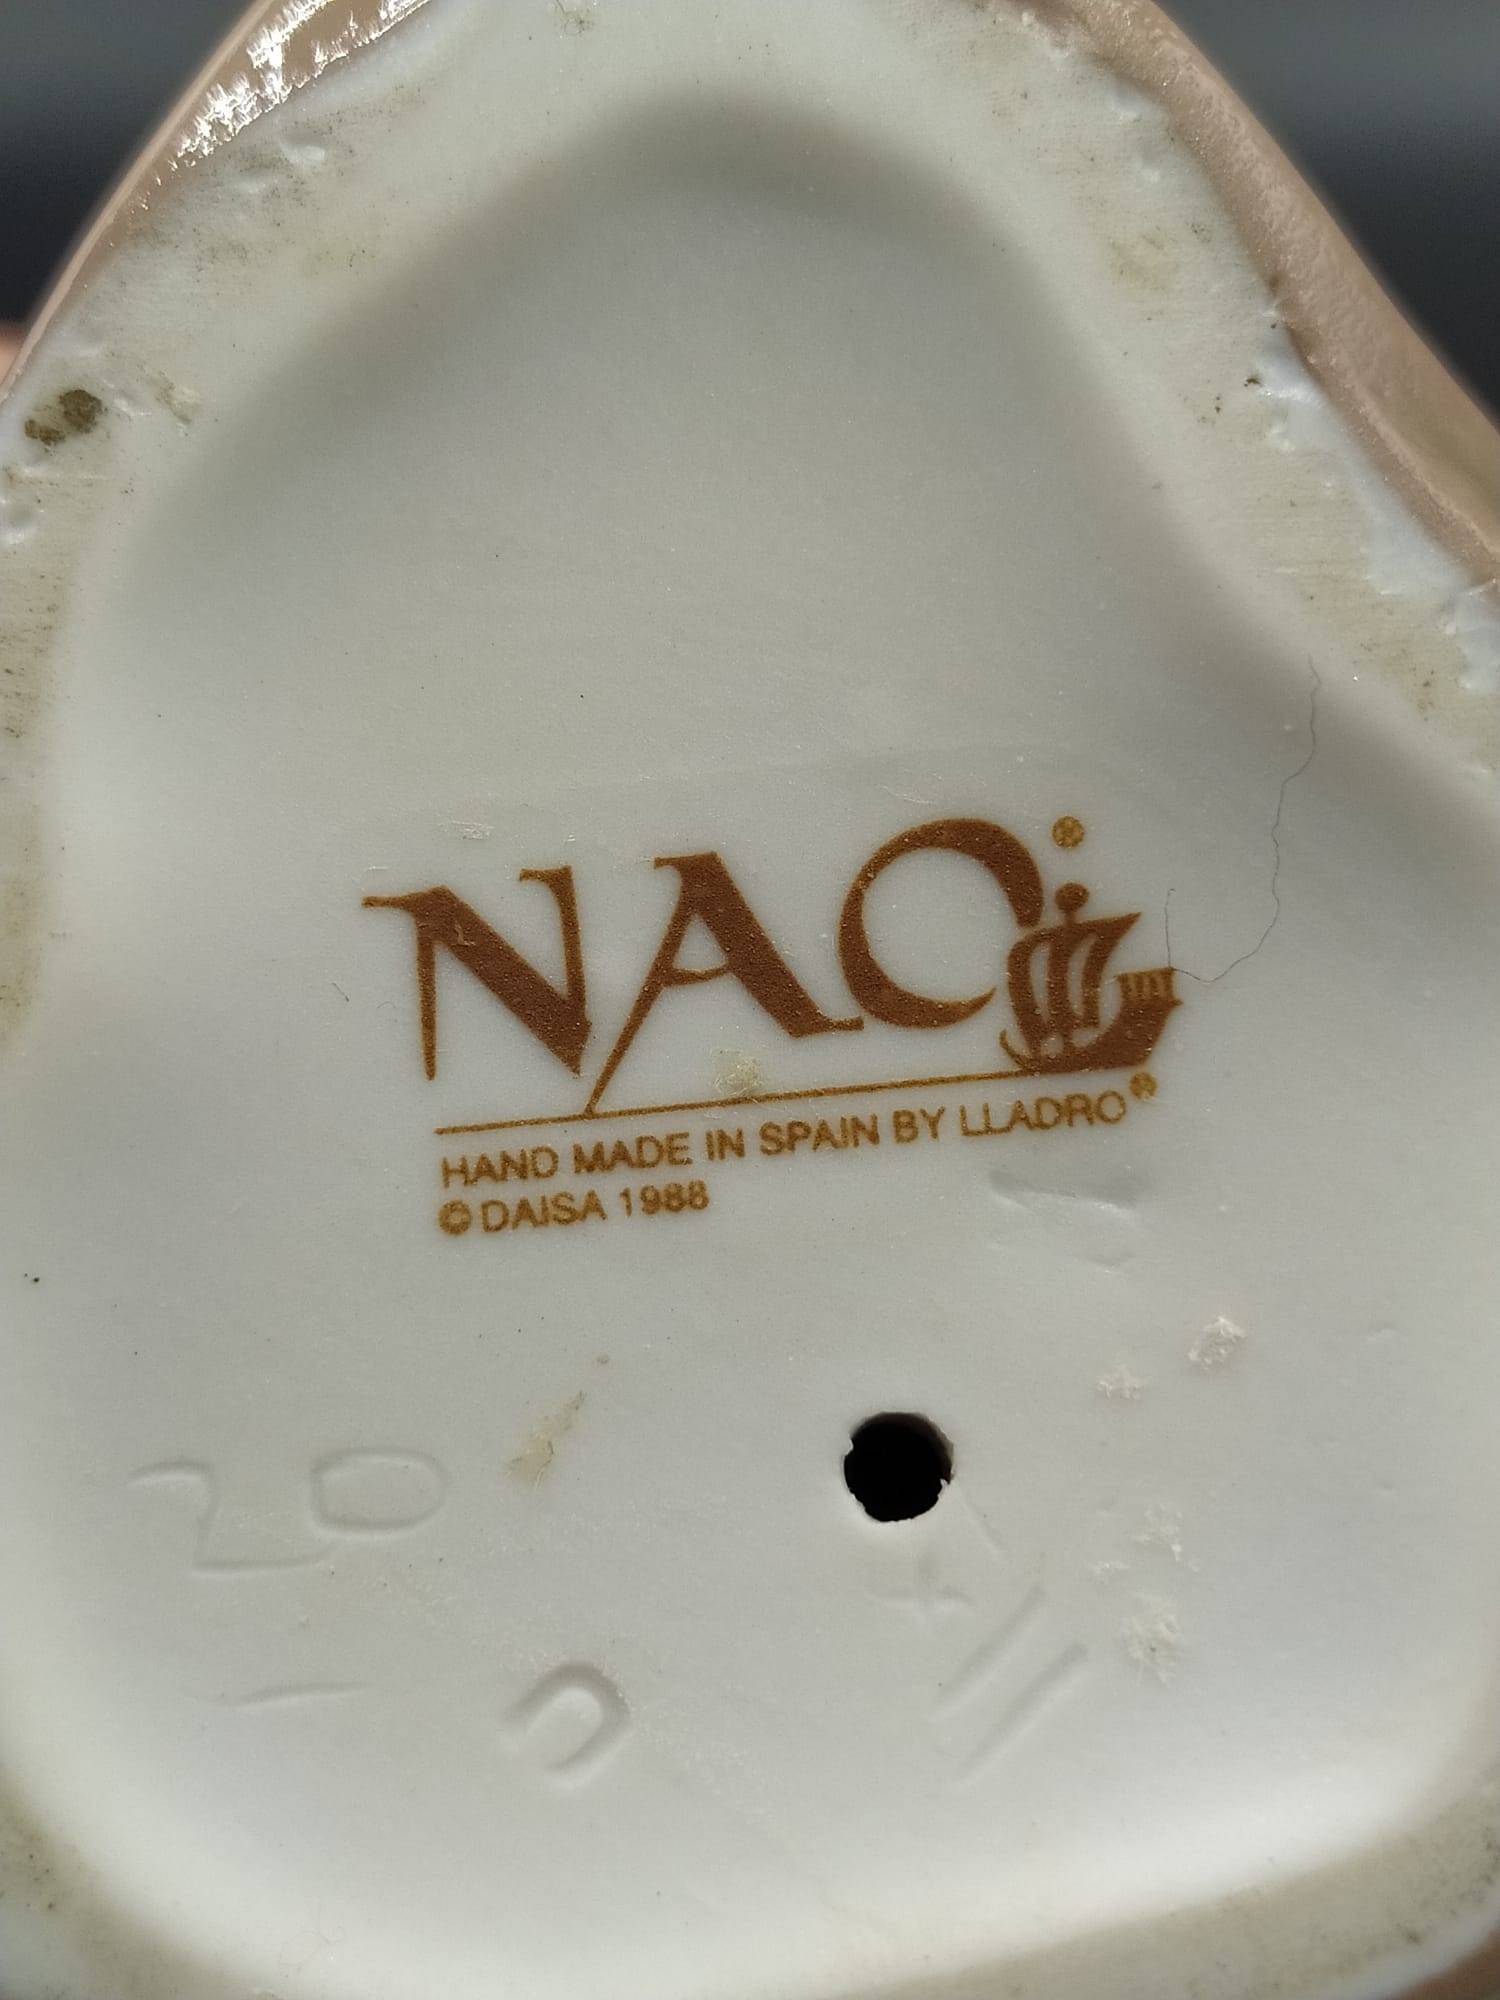 NAO®
HAND MADE IN SPAIN BY LLADRO®
© DAISA 1988